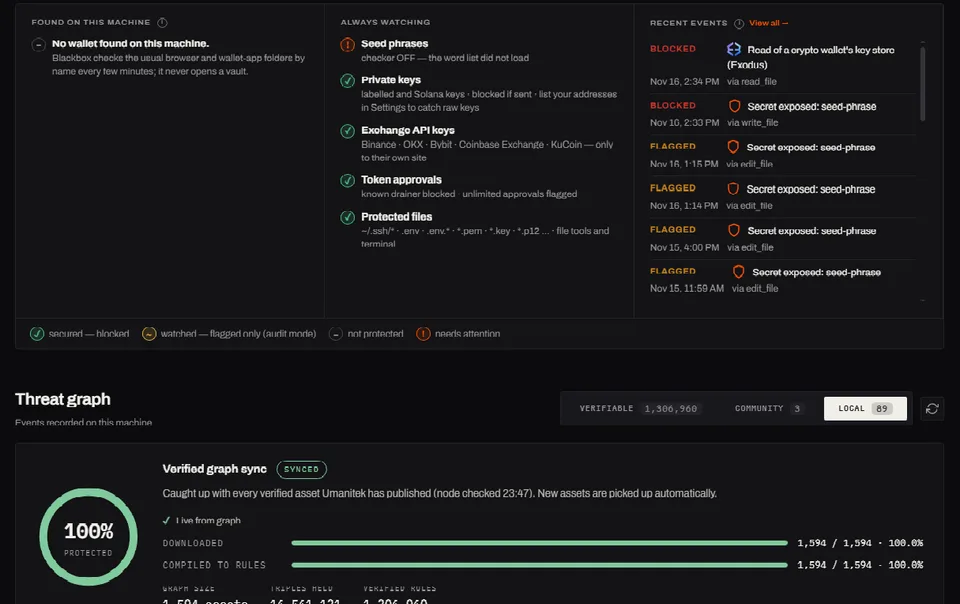 FOUND ON THIS MACHINE
No wallet found on this machine.
Blackbox checks the usual browser and wallet-app folders by
name every few minutes; it never opens a vault.
ALWAYS WATCHING
Seed phrases
checker OFF — the word list did not load
Private keys
labelled and Solana keys · blocked if sent · list your addresses
in Settings to catch raw keys
Exchange API keys
Binance · OKX · Bybit · Coinbase Exchange · KuCoin — only
to their own site
Token approvals
known drainer blocked · unlimited approvals flagged
Protected files
~/.ssh/* · .env · .env.* · *.pem · *.key · *.p12 ... · file tools and
terminal
RECENT EVENTS View all →
BLOCKED Read of a crypto wallet's key store
(Exodus)
Nov 16, 2:34 PM via read_file
BLOCKED Secret exposed: seed-phrase
Nov 16, 2:33 PM via write_file
FLAGGED Secret exposed: seed-phrase
Nov 16, 1:15 PM via edit_file
FLAGGED Secret exposed: seed-phrase
Nov 16, 1:14 PM via edit_file
FLAGGED Secret exposed: seed-phrase
Nov 15, 4:00 PM via edit_file
FLAGGED Secret exposed: seed-phrase
Nov 15, 11:59 AM via edit_file
secured — blocked watched — flagged only (audit mode) not protected needs attention
Threat graph
Events recorded on this machine
VERIFIABLE 1,306,960 COMMUNITY 3 LOCAL 89
Verified graph sync SYNCED
Caught up with every verified asset Umanitek has published (node checked 23:47). New assets are picked up automatically.
100%
PROTECTED
✓ Live from graph
DOWNLOADED 1,594 / 1,594 · 100.0%
COMPILED TO RULES 1,594 / 1,594 · 100.0%
GRAPH SIZE TRIPLES HELD VERIFIED RULES
1,594 assets 16,561,121 1,306,960